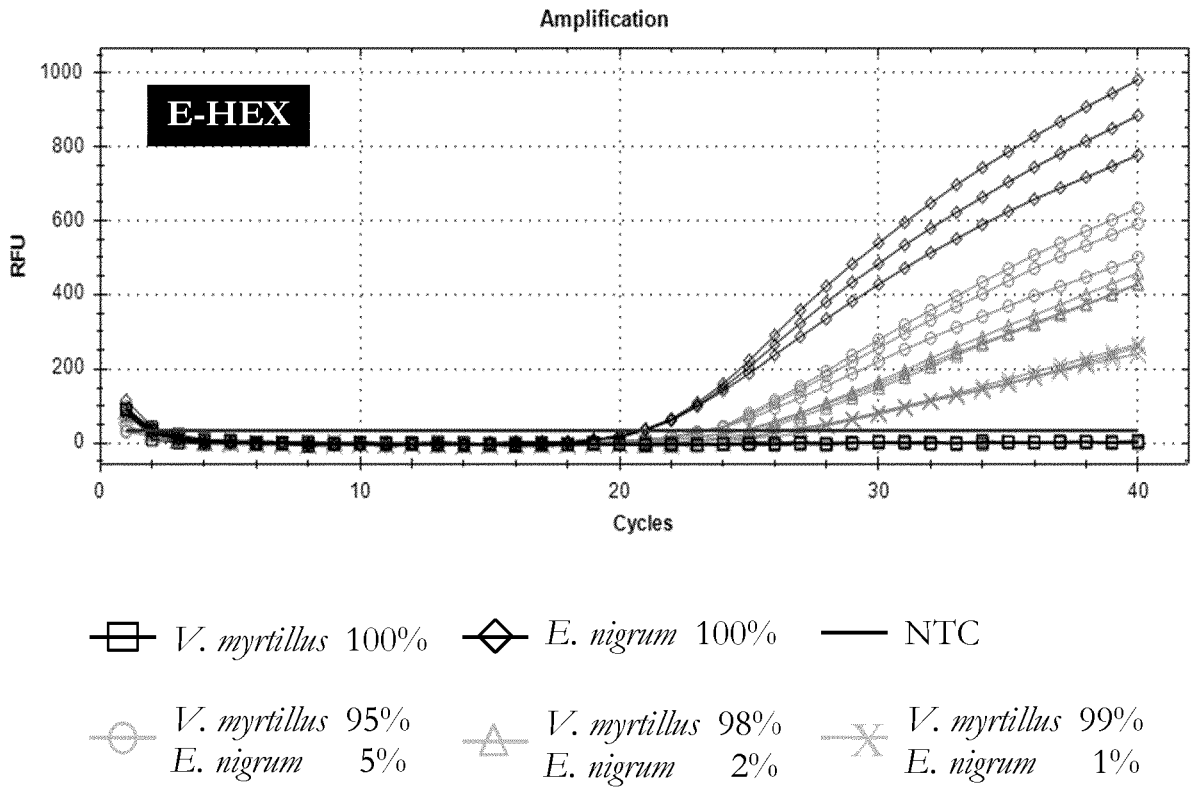 Amplification
E-HEX
1000
800
600
400
200
0
RFU
0 10 20 30 40
Cycles
V. myrtillus 100% E. nigrum 100% NTC
V. myrtillus 95% V. myrtillus 98% V. myrtillus 99%
E. nigrum 5% E. nigrum 2% E. nigrum 1%